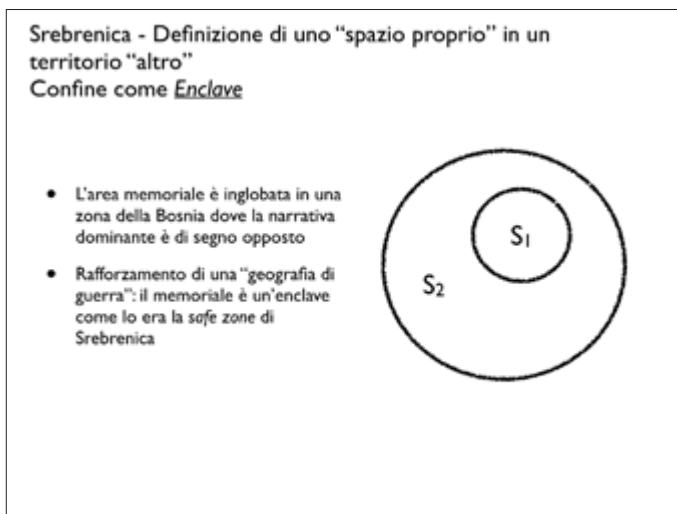 Srebrenica - Definizione di uno “spazio proprio” in un
territorio “altro”
Confine come Enclave
● L’area memoriale è inglobata in una
zona della Bosnia dove la narrativa
dominante è di segno opposto
● Rafforzamento di una “geografia di
guerra”: il memoriale è un’enclave
come lo era la safe zone di
Srebrenica
S₁
S₂